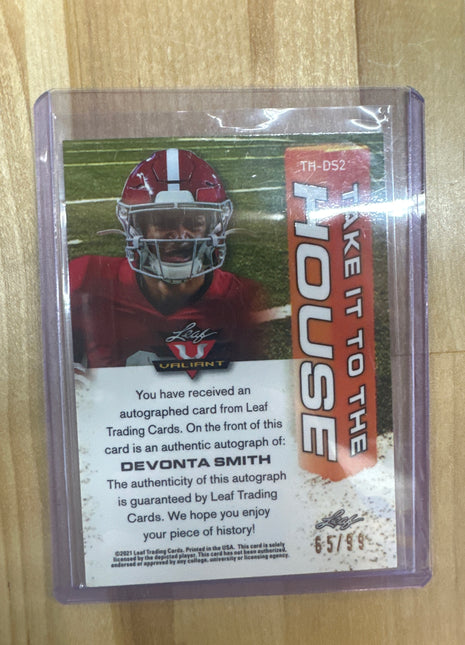 TH-DS2
TAKE IT TO THE
HOUSE
Leaf
VALIANT
You have received an
autographed card from Leaf
Trading Cards. On the front of this
card is an authentic autograph of:
DEVONTA SMITH
The authenticity of this autograph
is guaranteed by Leaf Trading
Cards. We hope you enjoy
your piece of history!
©2021 Leaf Trading Cards. Printed in the USA. This card is solely
licensed by the depicted player. This card has not been authorized,
endorsed or approved by any college, university or licensing agency.
Leaf
65/99